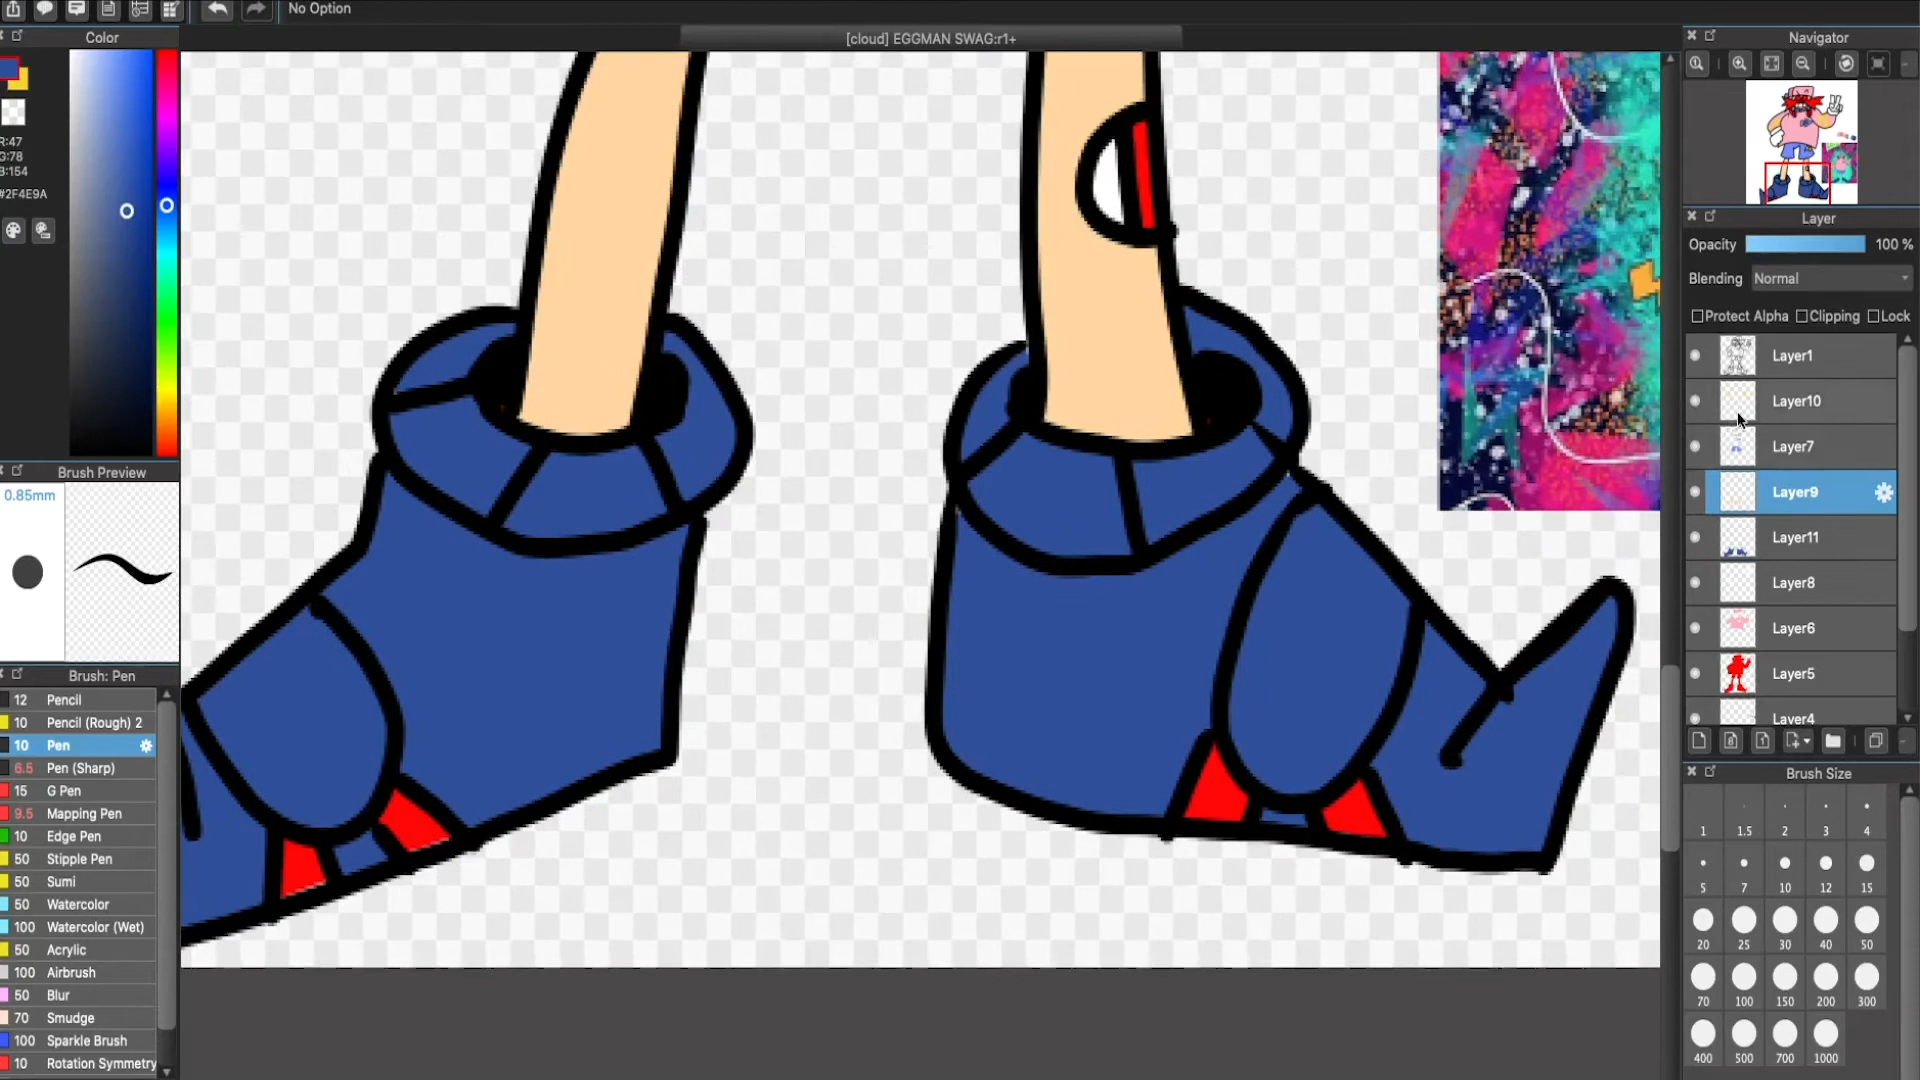 No Option
Color
[cloud] EGGMAN SWAG:r1+
Navigator
R:47
G:78
B:154
#2F4E9A
Layer
Opacity 100 %
Blending Normal
Protect Alpha Clipping Lock
Layer1
Layer10
Layer7
Layer9
Layer11
Layer8
Layer6
Layer5
Layer4
Brush Preview
0.85mm
Brush: Pen
12 Pencil
10 Pencil (Rough) 2
10 Pen
6.5 Pen (Sharp)
15 G Pen
9.5 Mapping Pen
10 Edge Pen
50 Stipple Pen
50 Sumi
50 Watercolor
100 Watercolor (Wet)
50 Acrylic
100 Airbrush
50 Blur
70 Smudge
100 Sparkle Brush
10 Rotation Symmetry
Brush Size
1 1.5 2 3 4
5 7 10 12 15
20 25 30 40 50
70 100 150 200 300
400 500 700 1000